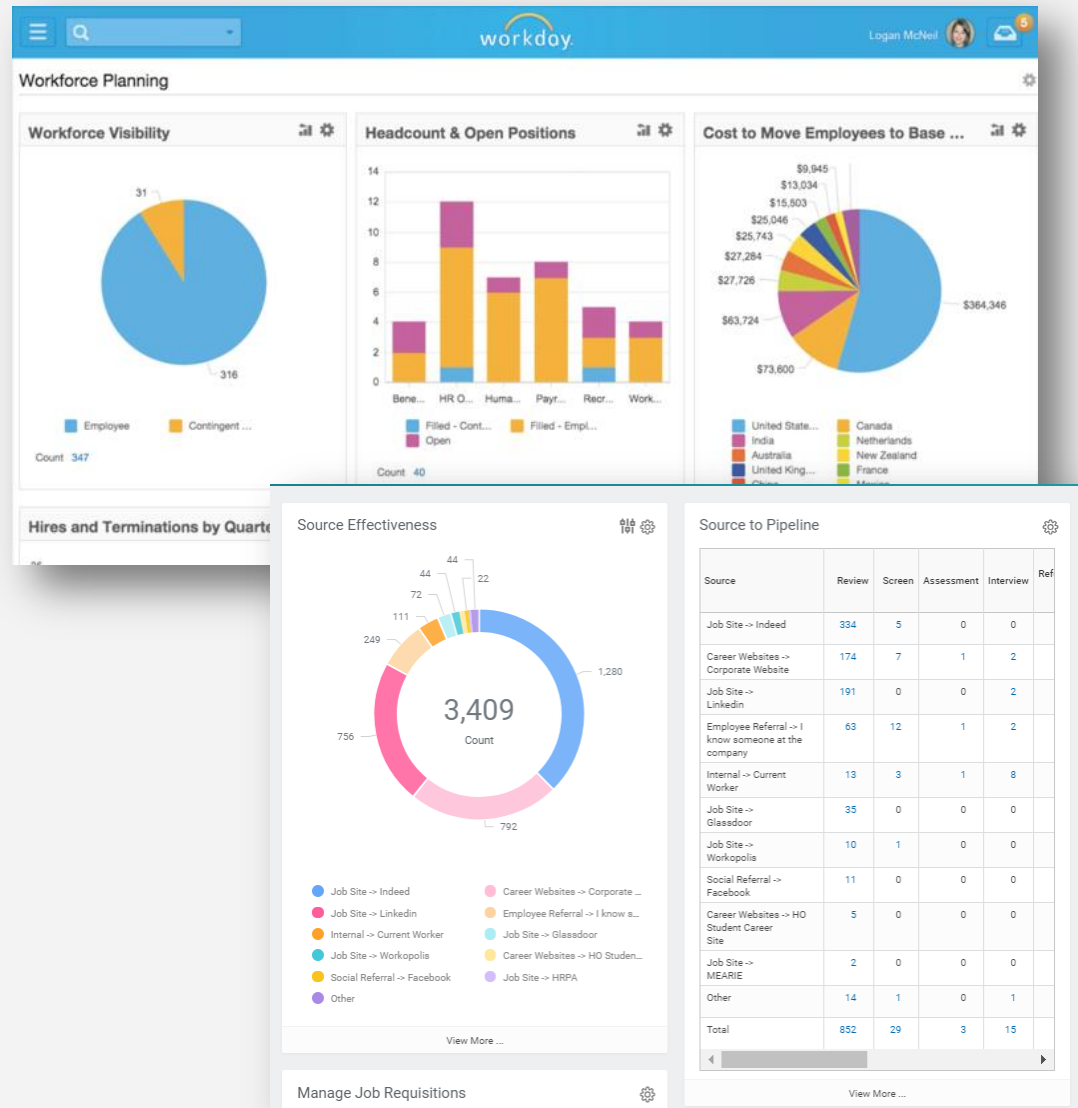 workday.
Logan McNeil
5
Workforce Planning
Workforce Visibility
31
316
Employee
Contingent ...
Count 347
Headcount & Open Positions
14
12
10
8
6
4
2
0
Bene...
HR O...
Huma...
Payr...
Recr...
Work...
Filled - Cont...
Filled - Empl...
Open
Count 40
Cost to Move Employees to Base ...
$9,945
$13,034
$15,503
$25,046
$25,743
$27,284
$27,726
$63,724
$73,600
$364,346
United State...
Canada
India
Netherlands
Australia
New Zealand
United King...
France
China
Mexico
Hires and Terminations by Quarte
Source Effectiveness
44
44
22
72
111
249
1,280
756
3,409
Count
792
Job Site -> Indeed
Career Websites -> Corporate ...
Job Site -> Linkedin
Employee Referral -> I know s...
Internal -> Current Worker
Job Site -> Glassdoor
Job Site -> Workopolis
Career Websites -> HO Studen...
Social Referral -> Facebook
Job Site -> HRPA
Other
View More ...
Manage Job Requisitions
Source to Pipeline
Source Review Screen Assessment Interview Ref
Job Site -> Indeed 334 5 0 0
Career Websites -> 174 7 1 2
Corporate Website
Job Site -> 191 0 0 2
Linkedin
Employee Referral -> I 63 12 1 2
know someone at the
company
Internal -> Current 13 3 1 8
Worker
Job Site -> 35 0 0 0
Glassdoor
Job Site -> 10 1 0 0
Workopolis
Social Referral -> 11 0 0 0
Facebook
Career Websites -> HO 5 0 0 0
Student Career
Site
Job Site -> 2 0 0 0
MEARIE
Other 14 1 0 1
Total 852 29 3 15
View More ...